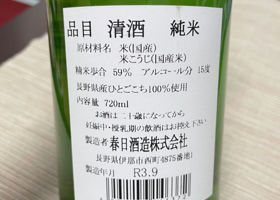 品目 清酒 純米
原材料名 米(国産)
米こうじ(国産米)
精米歩合 59% アルコール分 15度
長野県産ひとごこち100%使用
内容量 720ml
お酒は二十歳になってから
妊娠中・授乳期の飲酒はお控え下さい
製造者 春日酒造株式会社
長野県伊那市西町4875番地1
製造年月 R3.9